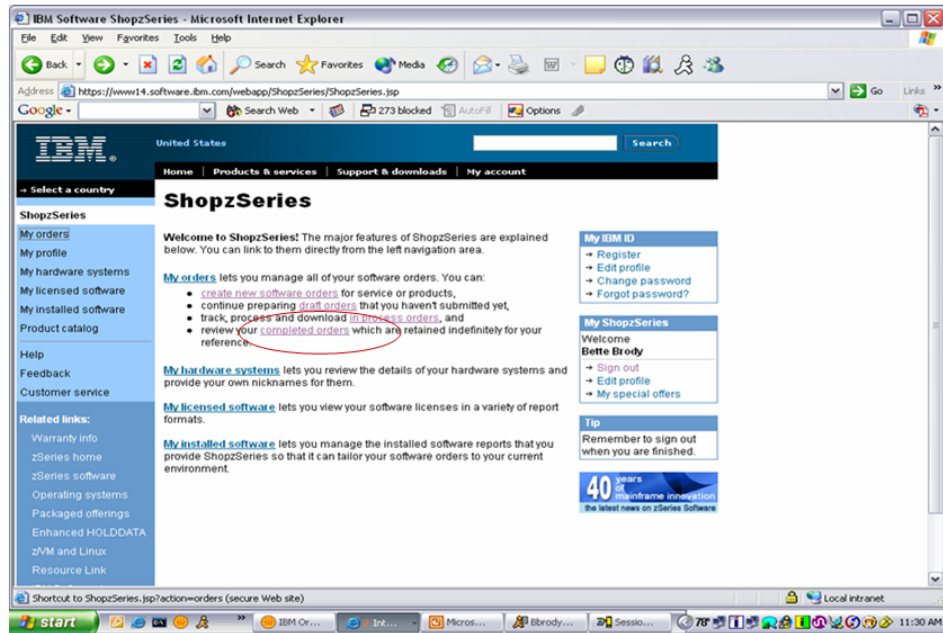 IBM Software ShopzSeries - Microsoft Internet Explorer
File Edit View Favorites Tools Help
Back Search Favorites Media
Address https://www14.software.ibm.com/webapp/ShopzSeries/ShopzSeries.jsp Go Links »
Google Search Web 273 blocked AutoFill Options
IBM®
United States
Search
Home | Products & services | Support & downloads | My account
→ Select a country
ShopzSeries
My orders
My profile
My hardware systems
My licensed software
My installed software
Product catalog
Help
Feedback
Customer service
Related links:
Warranty info
zSeries home
zSeries software
Operating systems
Packaged offerings
Enhanced HOLDDATA
z/VM and Linux
Resource Link
ShopzSeries
Welcome to ShopzSeries! The major features of ShopzSeries are explained
below. You can link to them directly from the left navigation area.
My orders lets you manage all of your software orders. You can:
• create new software orders for service or products,
• continue preparing draft orders that you haven't submitted yet,
• track, process and download in process orders, and
• review your completed orders which are retained indefinitely for your
reference.
My hardware systems lets you review the details of your hardware systems and
provide your own nicknames for them.
My licensed software lets you view your software licenses in a variety of report
formats.
My installed software lets you manage the installed software reports that you
provide ShopzSeries so that it can tailor your software orders to your current
environment.
My IBM ID
→ Register
→ Edit profile
→ Change password
→ Forgot password?
My ShopzSeries
Welcome
Bette Brody
→ Sign out
→ Edit profile
→ My special offers
Tip
Remember to sign out
when you are finished.
40 years
of
mainframe innovation
the latest news on zSeries Software
Shortcut to ShopzSeries.jsp?action=orders (secure Web site) Local intranet
start » IBM Or... Int... Micros... Bbrody... Sessio... 78° 11:30 AM